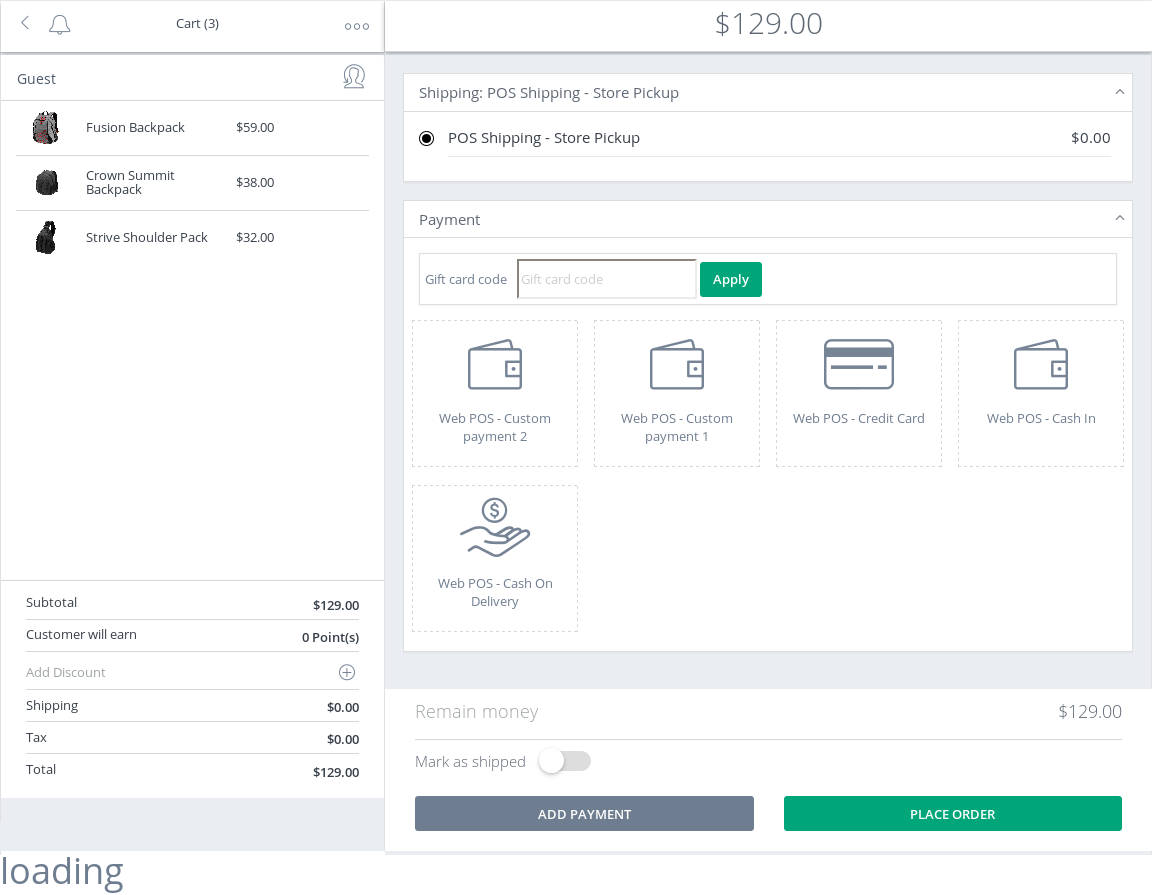 Cart (3)
$129.00
Guest
Fusion Backpack $59.00
Crown Summit
Backpack
$38.00
Strive Shoulder Pack $32.00
Subtotal $129.00
Customer will earn 0 Point(s)
Add Discount
Shipping $0.00
Tax $0.00
Total $129.00
Shipping: POS Shipping - Store Pickup
POS Shipping - Store Pickup $0.00
Payment
Gift card code Gift card code Apply
Web POS - Custom
payment 2
Web POS - Custom
payment 1
Web POS - Credit Card
Web POS - Cash In
$
Web POS - Cash On
Delivery
Remain money $129.00
Mark as shipped
ADD PAYMENT PLACE ORDER
loading